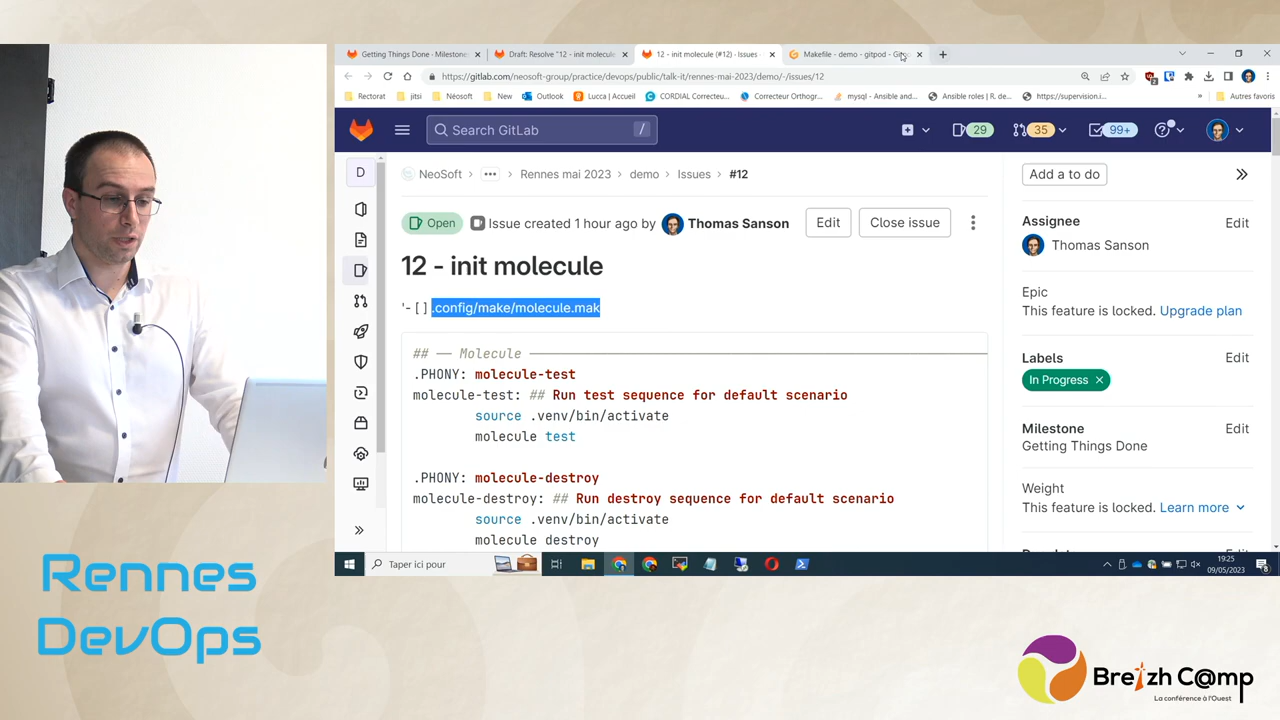 Getting Things Done · Milestone
Draft: Resolve "12 - init molecule
12 - init molecule (#12) · Issues
Makefile - demo - gitpod - Gitpo
https://gitlab.com/neosoft-group/practice/devops/public/talk-it/rennes-mai-2023/demo/-/issues/12
Rectorat
jitsi
Néosoft
New
Outlook
Lucca | Accueil
CORDIAL Correcteu...
Correcteur Orthogr...
mysql - Ansible and...
Ansible roles | R. de...
https://supervision.i...
»
Autres favoris
Search GitLab
/
29
35
99+
D
NeoSoft
Rennes mai 2023
demo
Issues
#12
Add a to do
Open
Issue created 1 hour ago by
Thomas Sanson
Edit
Close issue
Assignee
Edit
Thomas Sanson
12 - init molecule
'- [ ] .config/make/molecule.mak
Epic
This feature is locked. Upgrade plan
Labels
Edit
In Progress
Milestone
Edit
Getting Things Done
Weight
This feature is locked. Learn more
## —— Molecule ————————————————
.PHONY: molecule-test
molecule-test: ## Run test sequence for default scenario
source .venv/bin/activate
molecule test
.PHONY: molecule-destroy
molecule-destroy: ## Run destroy sequence for default scenario
source .venv/bin/activate
molecule destroy
Taper ici pour
19:25
09/05/2023
8
Rennes
DevOps
Breizh C@mp
La conférence à l'Ouest